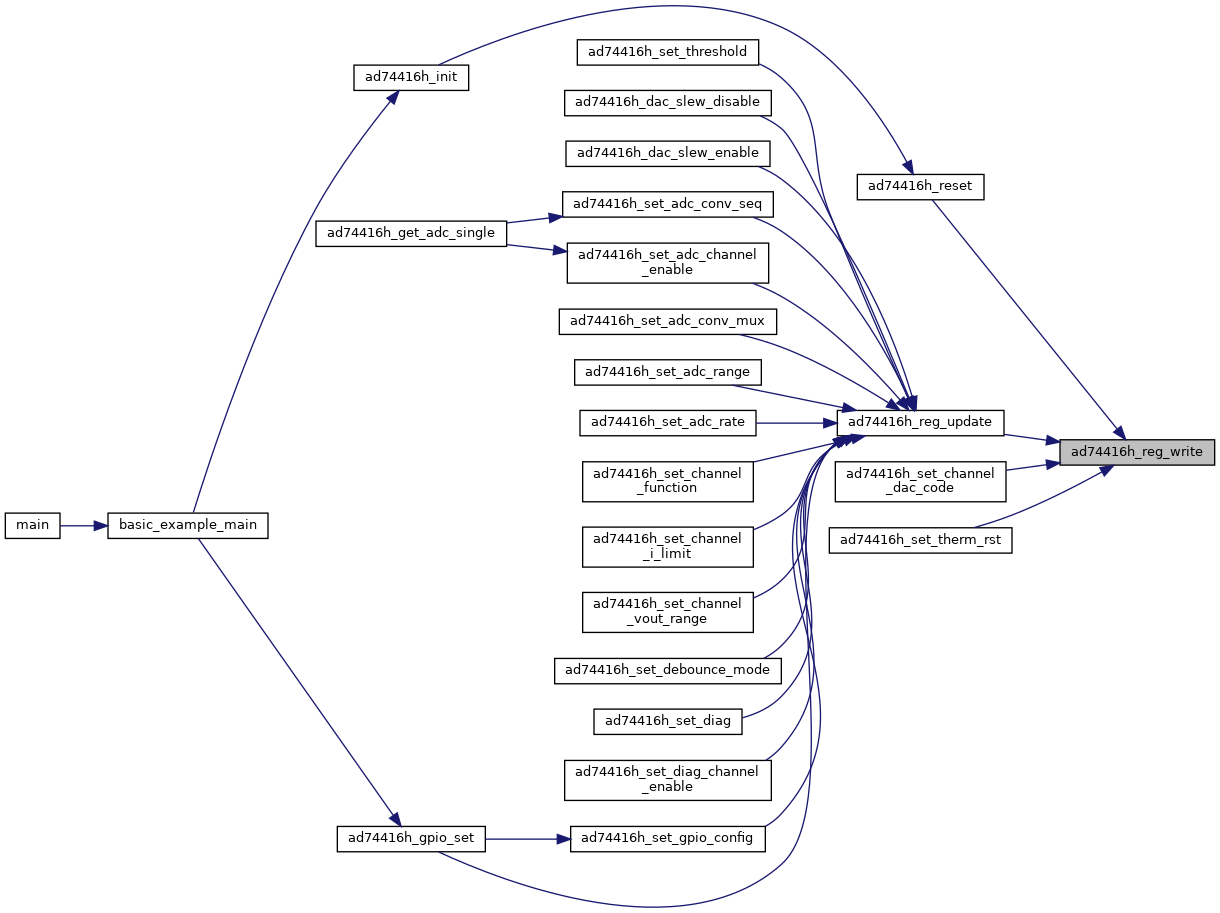 ad74416h_set_threshold
ad74416h_init
ad74416h_dac_slew_disable
ad74416h_dac_slew_enable
ad74416h_reset
ad74416h_set_adc_conv_seq
ad74416h_get_adc_single
ad74416h_set_adc_channel
_enable
ad74416h_set_adc_conv_mux
ad74416h_set_adc_range
ad74416h_set_adc_rate
ad74416h_reg_update
ad74416h_reg_write
ad74416h_set_channel
_function
ad74416h_set_channel
_dac_code
main
basic_example_main
ad74416h_set_channel
_i_limit
ad74416h_set_therm_rst
ad74416h_set_channel
_vout_range
ad74416h_set_debounce_mode
ad74416h_set_diag
ad74416h_set_diag_channel
_enable
ad74416h_gpio_set
ad74416h_set_gpio_config